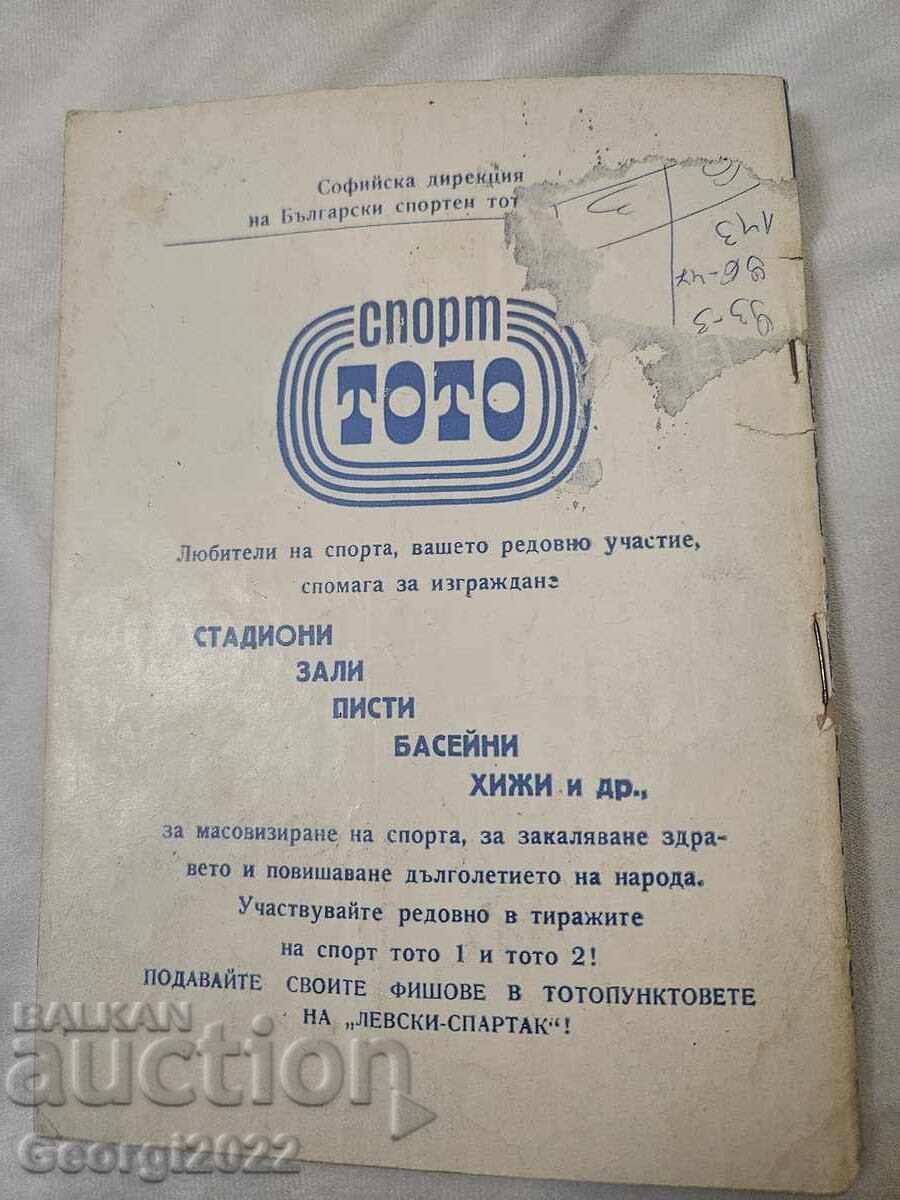 Софийска дирекция
на Български спортен тот
спорт
ТОТО
Любители на спорта, вашето редовно участие,
спомага за изграждане
СТАДИОНИ
ЗАЛИ
ПИСТИ
БАСЕЙНИ
ХИЖИ и др.,
за масовизиране на спорта, за закаляване здра-
вето и повишаване дълголетието на народа.
Участвувайте редовно в тиражите
на спорт тото 1 и тото 2!
ПОДАВАЙТЕ СВОИТЕ ФИШОВЕ В ТОТОПУНКТОВЕТЕ
НА „ЛЕВСКИ-СПАРТАК“!
BALKAN
auction
Georgi2022